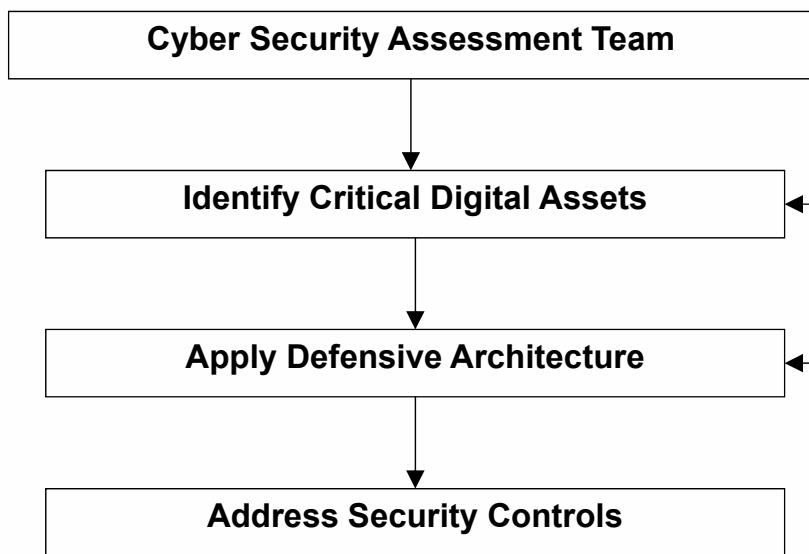 Cyber Security Assessment Team
Identify Critical Digital Assets
Apply Defensive Architecture
Address Security Controls